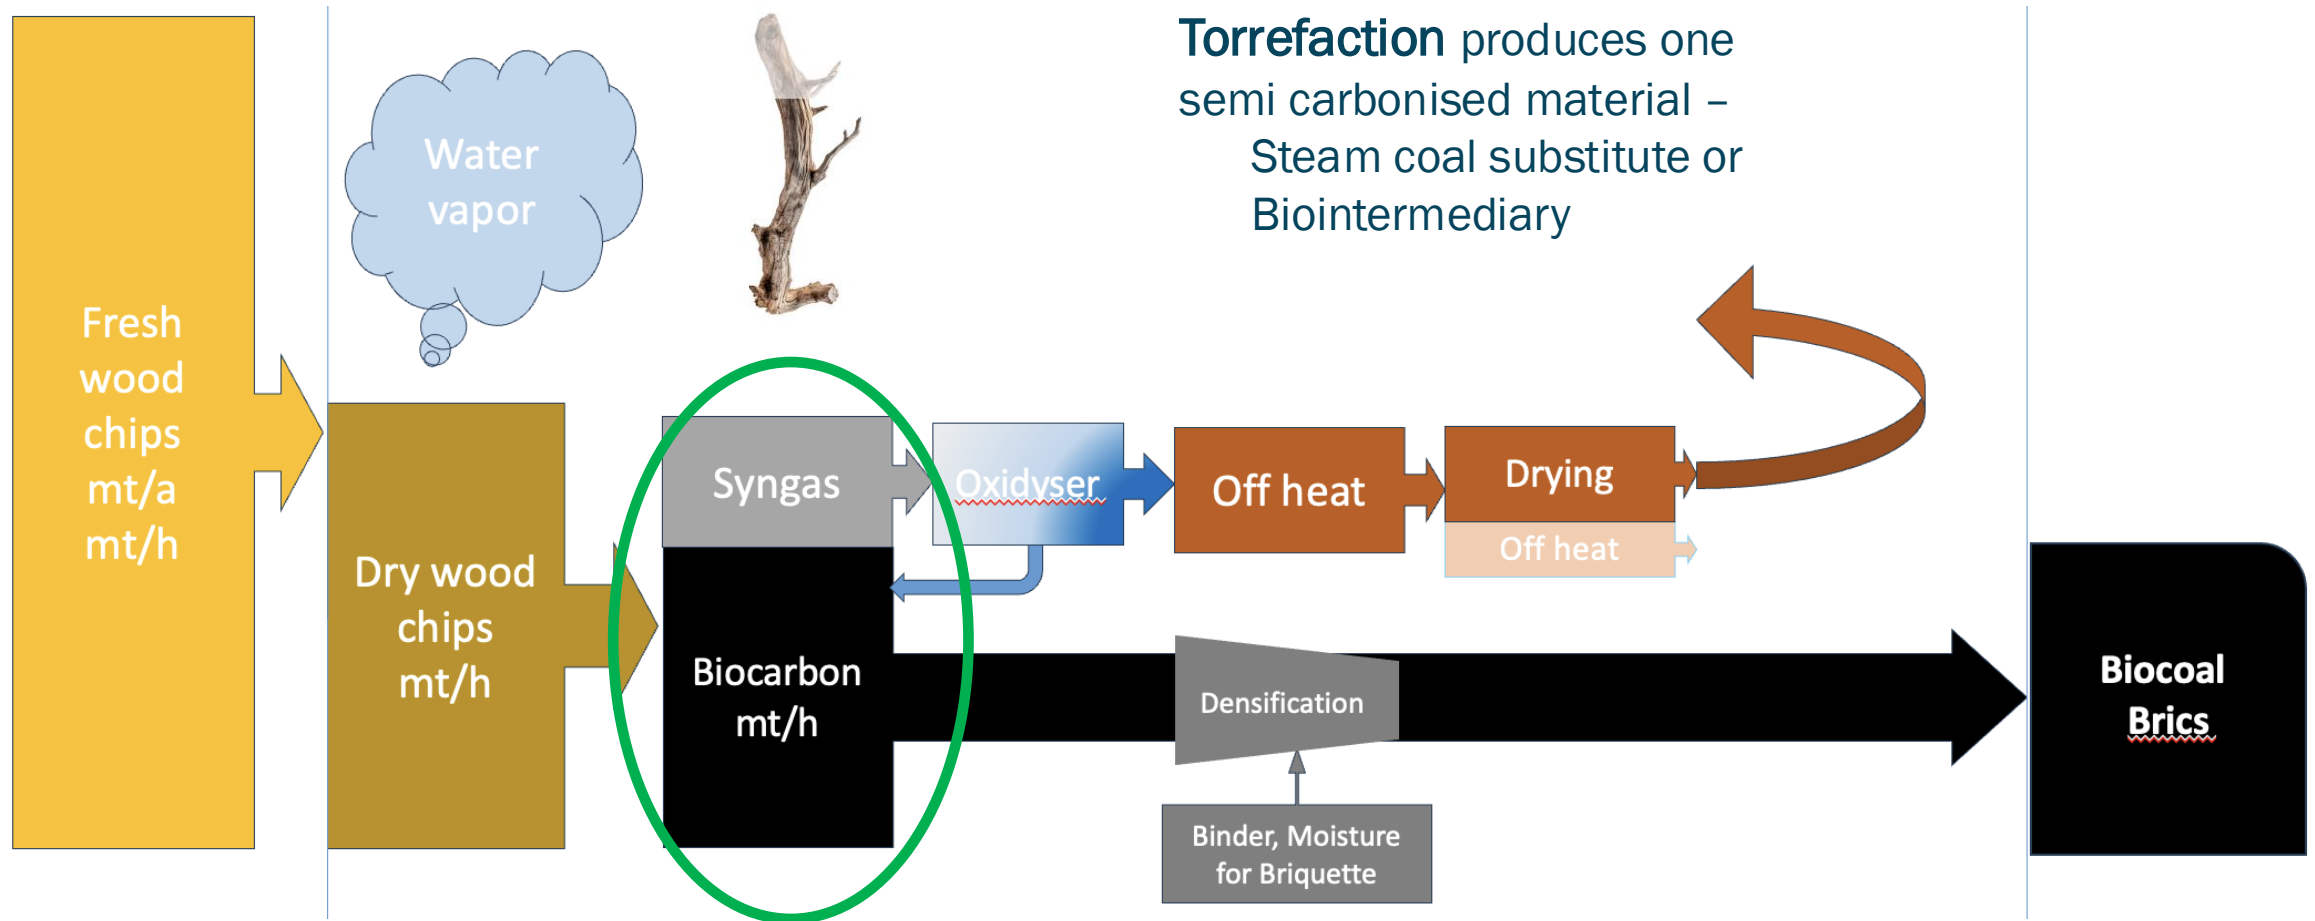 Torrefaction produces one
semi carbonised material –
Steam coal substitute or
Biointermediary
Water
vapor
Fresh
wood
chips
mt/a
mt/h
Dry wood
chips
mt/h
Syngas
Oxidyser
Off heat
Drying
Off heat
Biocarbon
mt/h
Densification
Binder, Moisture
for Briquette
Biocoal
Brics